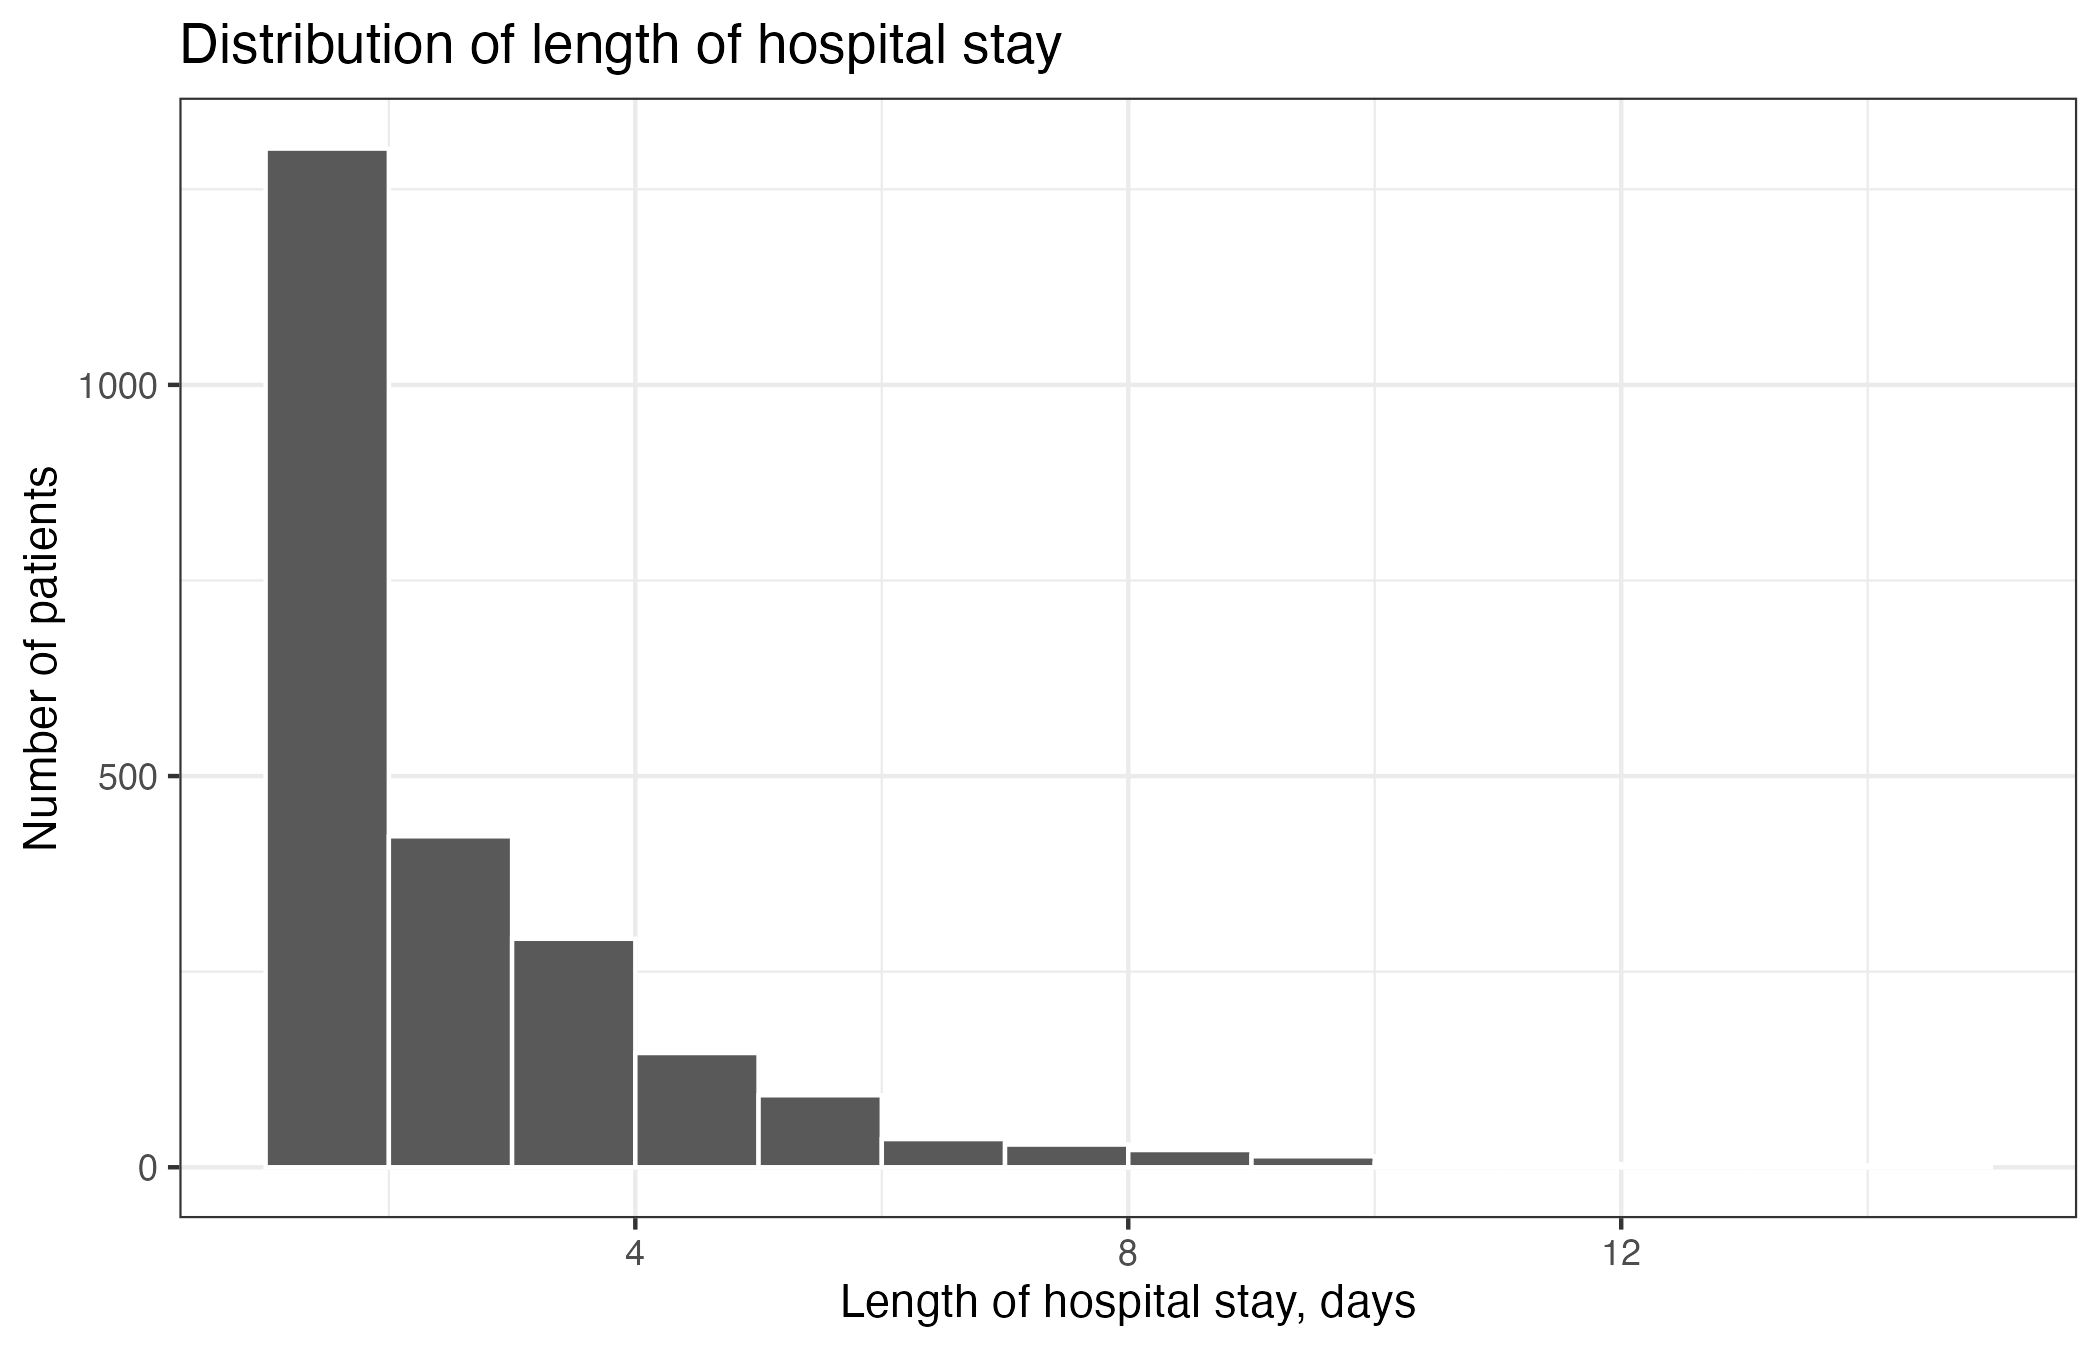 Distribution of length of hospital stay
Number of patients
1000
500
0
4
8
12
Length of hospital stay, days